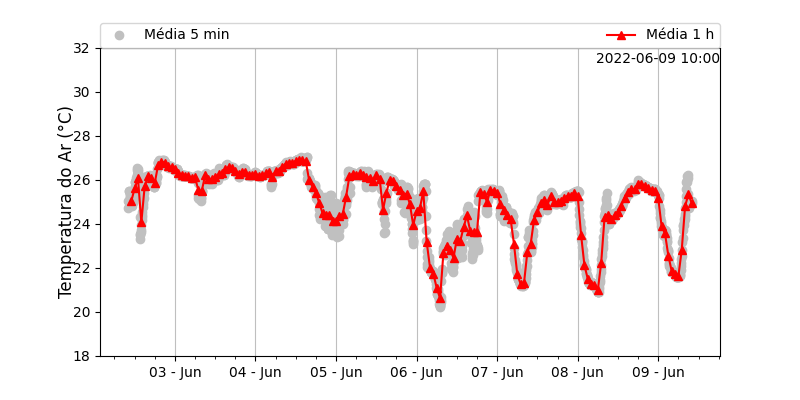 Média 5 min
Média 1 h
2022-06-09 10:00
Temperatura do Ar (°C)
32
30
28
26
24
22
20
18
03 - Jun
04 - Jun
05 - Jun
06 - Jun
07 - Jun
08 - Jun
09 - Jun